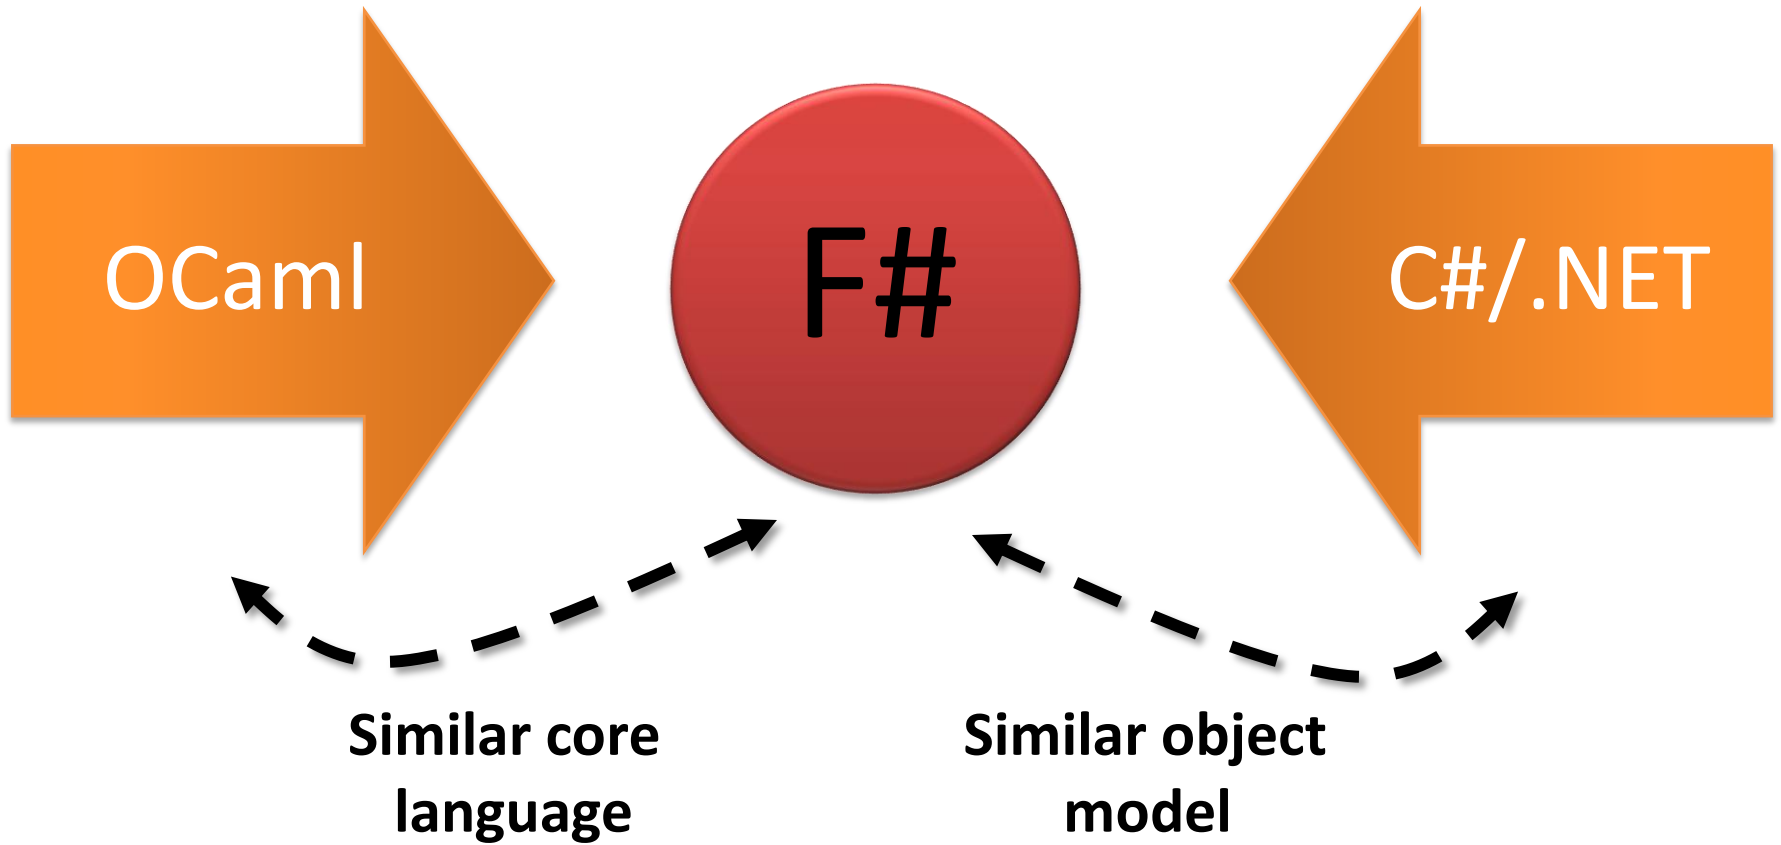 OCaml
F#
C#/.NET
Similar core
language
Similar object
model